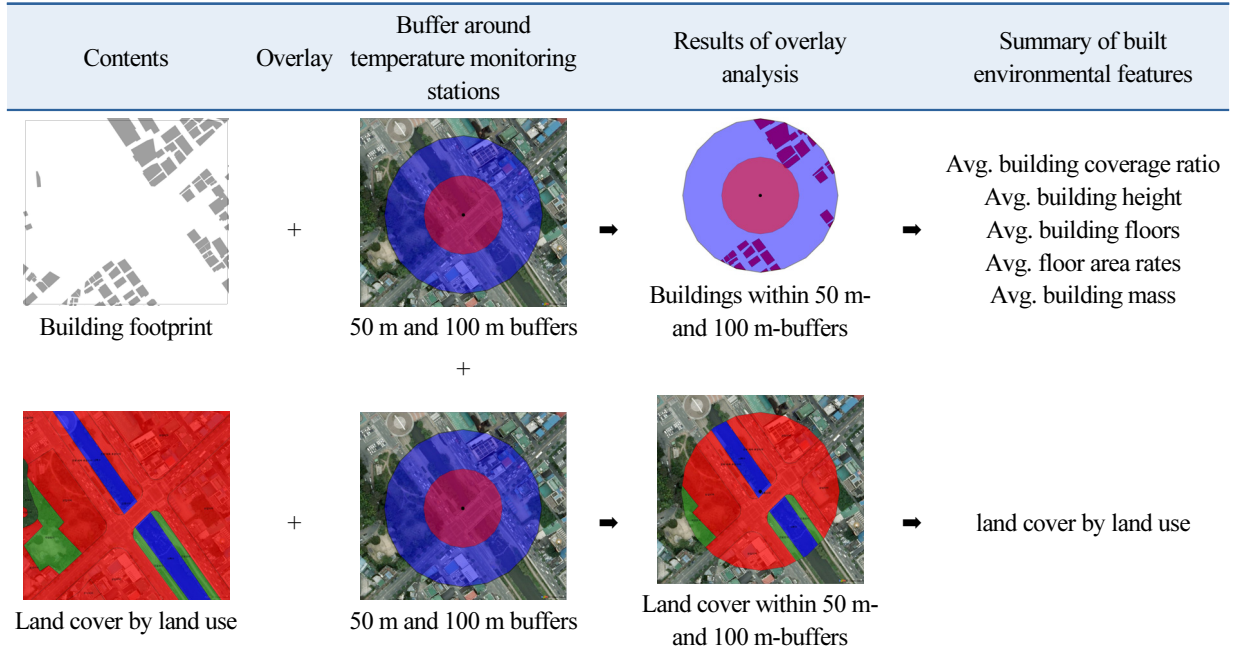 Contents
Overlay
Buffer around
temperature monitoring
stations
Results of overlay
analysis
Summary of built
environmental features
Building footprint
+
50 m and 100 m buffers
➡
Buildings within 50 m-
and 100 m-buffers
➡
Avg. building coverage ratio
Avg. building height
Avg. building floors
Avg. floor area rates
Avg. building mass
+
Land cover by land use
+
50 m and 100 m buffers
➡
Land cover within 50 m-
and 100 m-buffers
➡
land cover by land use